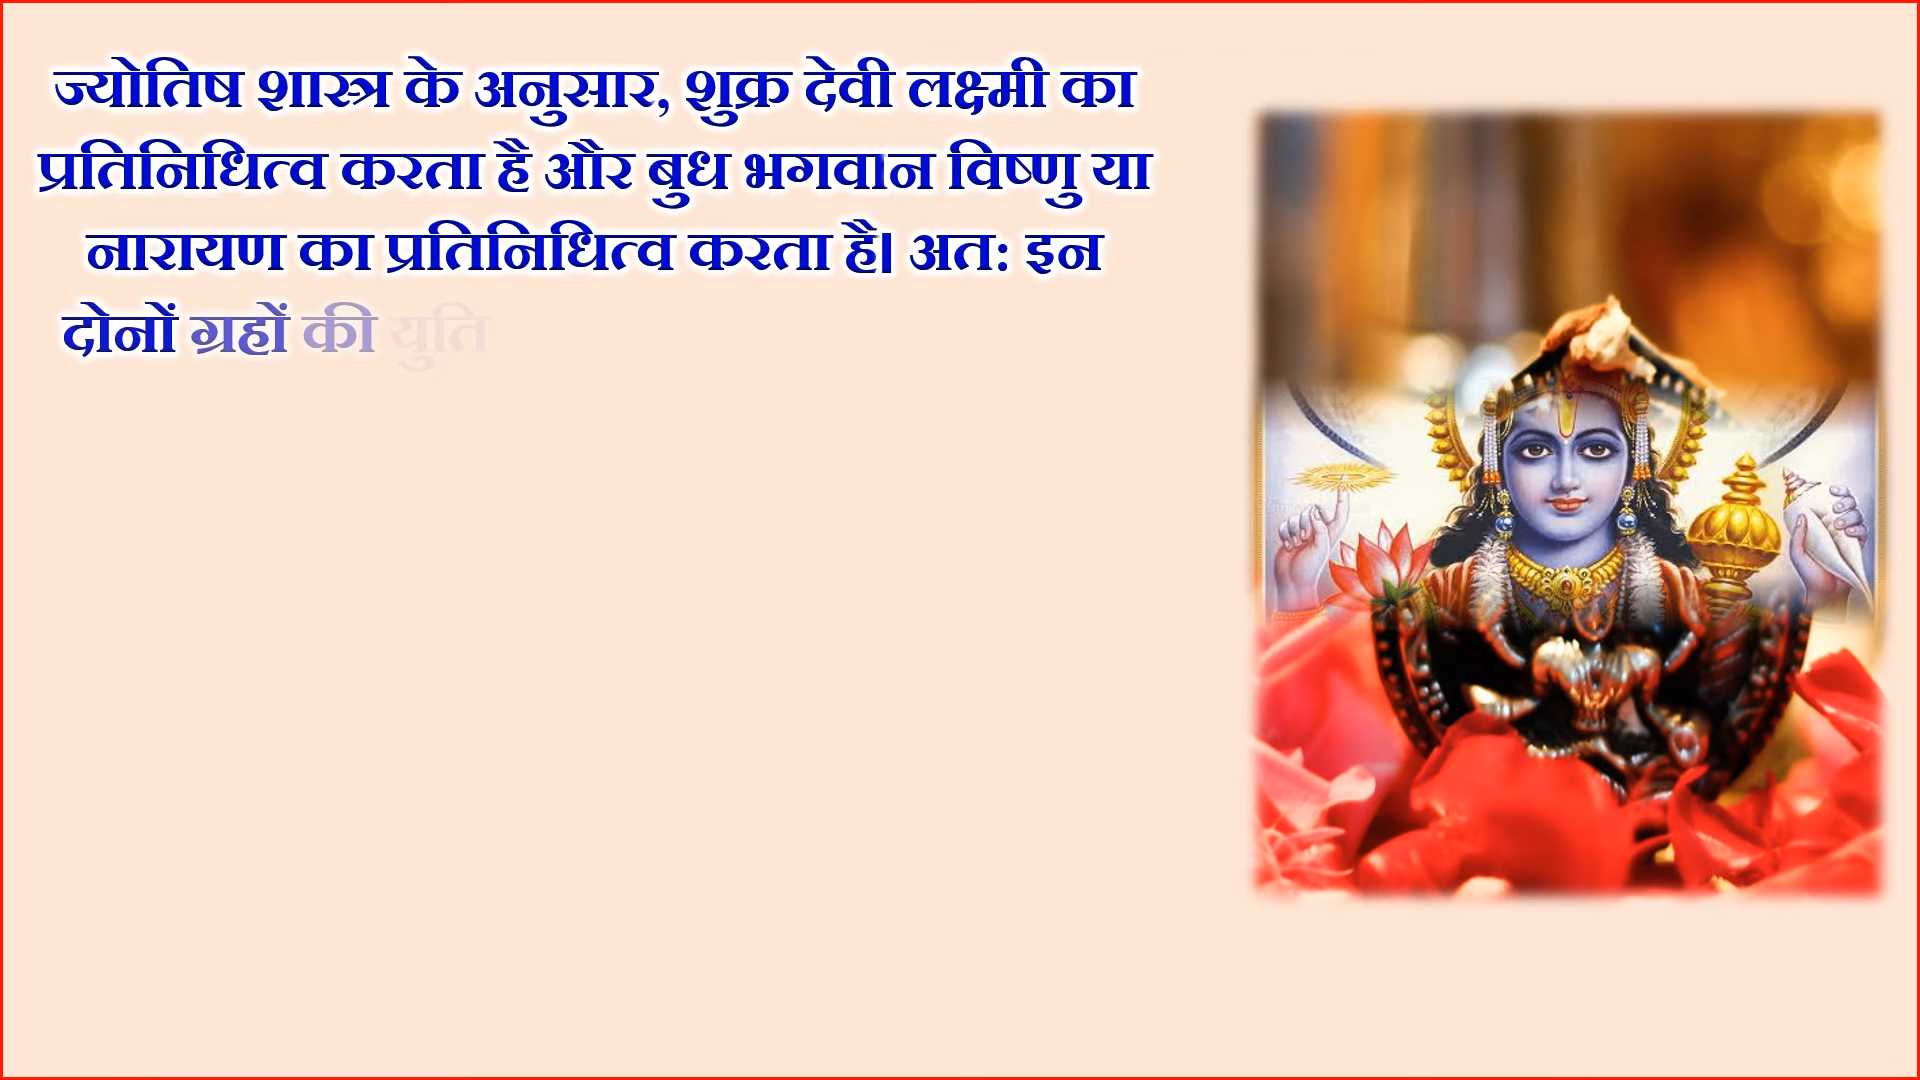 ज्योतिष शास्त्र के अनुसार, शुक्र देवी लक्ष्मी का
प्रतिनिधित्व करता है और बुध भगवान विष्णु या
नारायण का प्रतिनिधित्व करता है। अत: इन
दोनों ग्रहों की युति